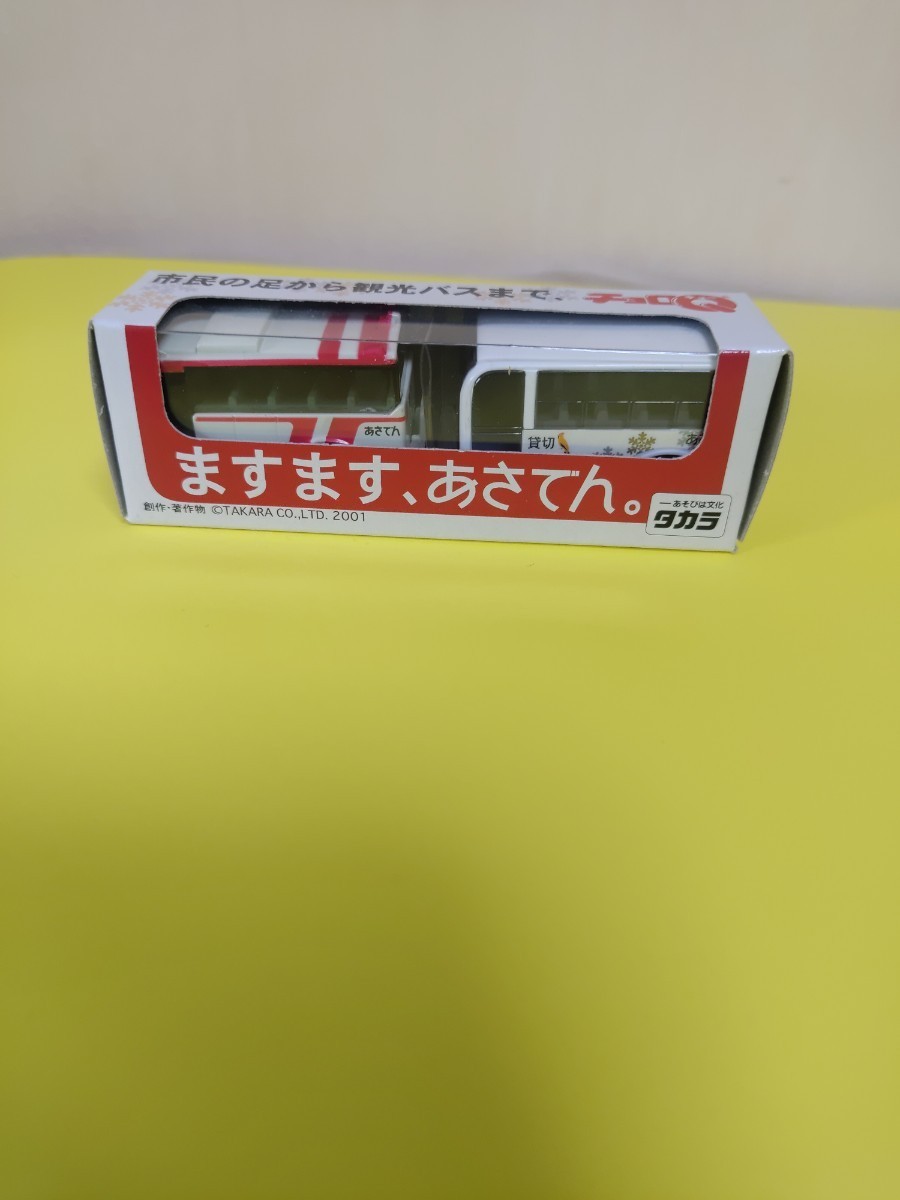 市民の足から観光バスまで、 チョロQ
あさでん
貸切
あ
ますます、あさでん。
創作・著作物 ©TAKARA CO.,LTD. 2001
―あそびは文化
タカラ